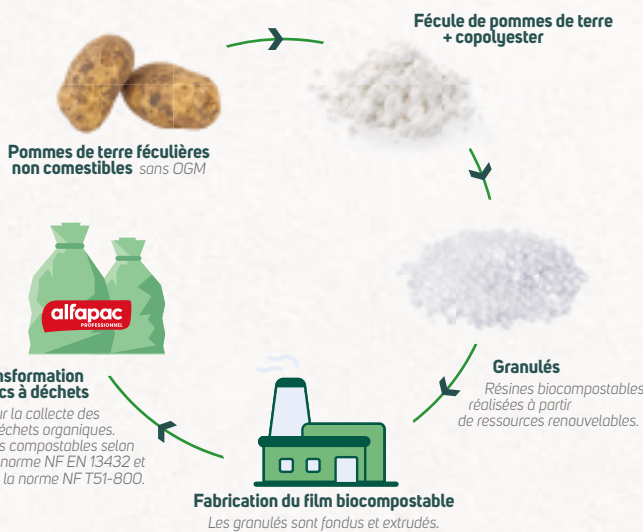 Fécule de pommes de terre
+ copolyester
Pommes de terre féculières
non comestibles sans OGM
alfapac
PROFESSIONNEL
Granulés
Résines biocompostables
réalisées à partir
de ressources renouvelables.
nsformation
cs à déchets
ur la collecte des
déchets organiques.
s compostables selon
norme NF EN 13432 et
la norme NF T51-800.
Fabrication du film biocompostable
Les granulés sont fondus et extrudés.